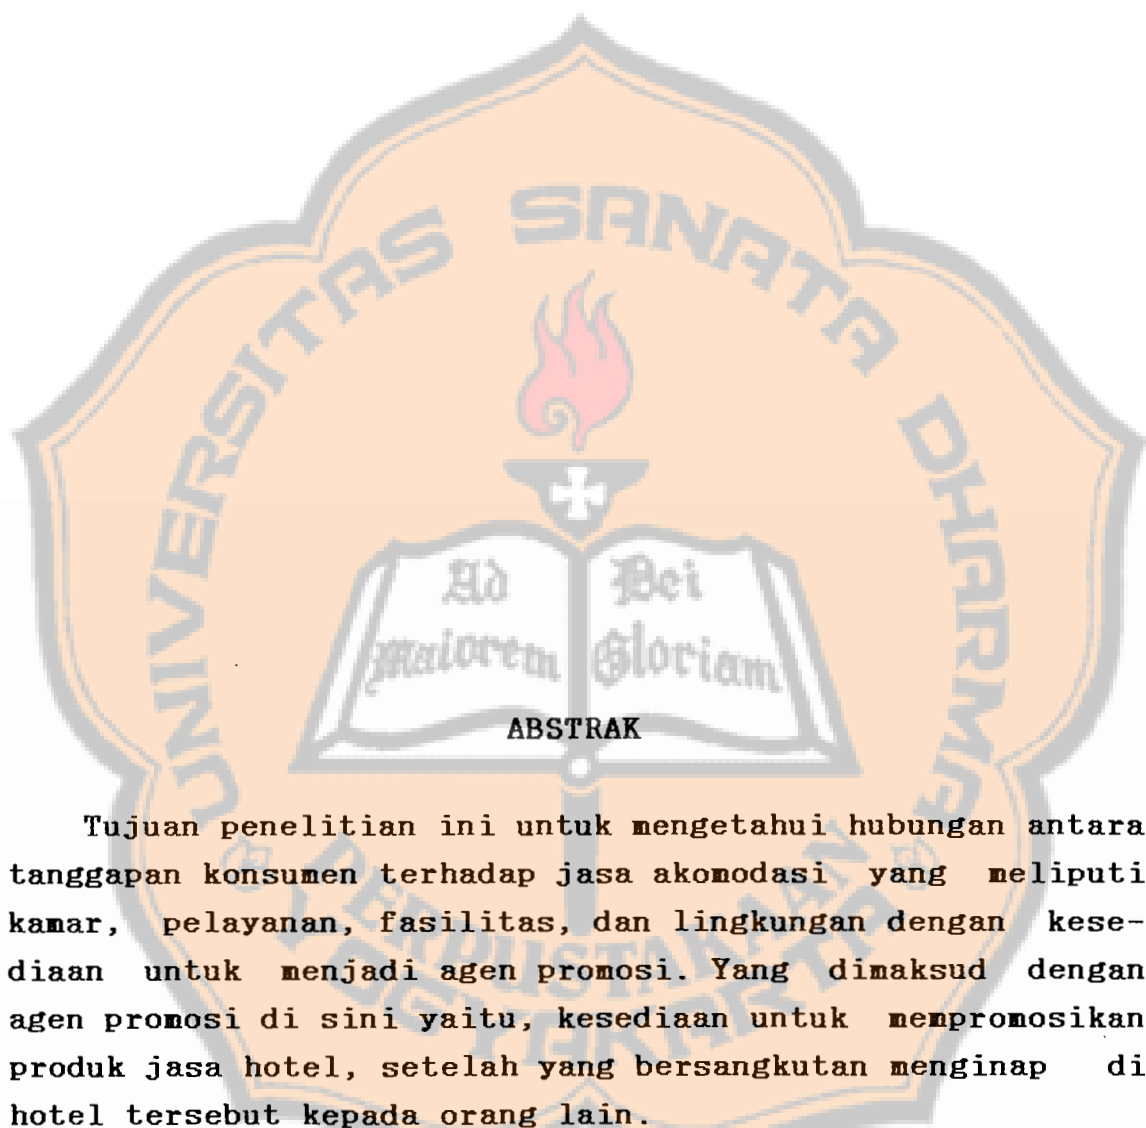 UNIVERSITAS SANATA DHARMA
Ad Dei
maiorem Gloriam
ABSTRAK
Tujuan penelitian ini untuk mengetahui hubungan antara
tanggapan konsumen terhadap jasa akomodasi yang meliputi
kamar, pelayanan, fasilitas, dan lingkungan dengan kese-
diaan untuk menjadi agen promosi. Yang dimaksud dengan
agen promosi di sini yaitu, kesediaan untuk mempromosikan
produk jasa hotel, setelah yang bersangkutan menginap di
hotel tersebut kepada orang lain.
PERPUSTAKAAN
YOGYAKARTA